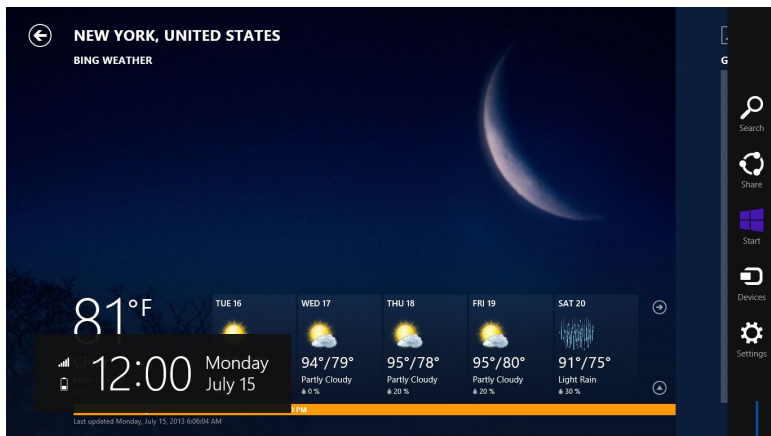 NEW YORK, UNITED STATES
BING WEATHER
G
Search
Share
Start
Devices
Settings
81°F
TUE 16
WED 17
94°/79°
Partly Cloudy
0 %
THU 18
95°/78°
Partly Cloudy
20 %
FRI 19
95°/80°
Partly Cloudy
20 %
SAT 20
91°/75°
Light Rain
30 %
12:00
Monday
July 15
PM
Last updated Monday, July 15, 2013 6:06:04 AM